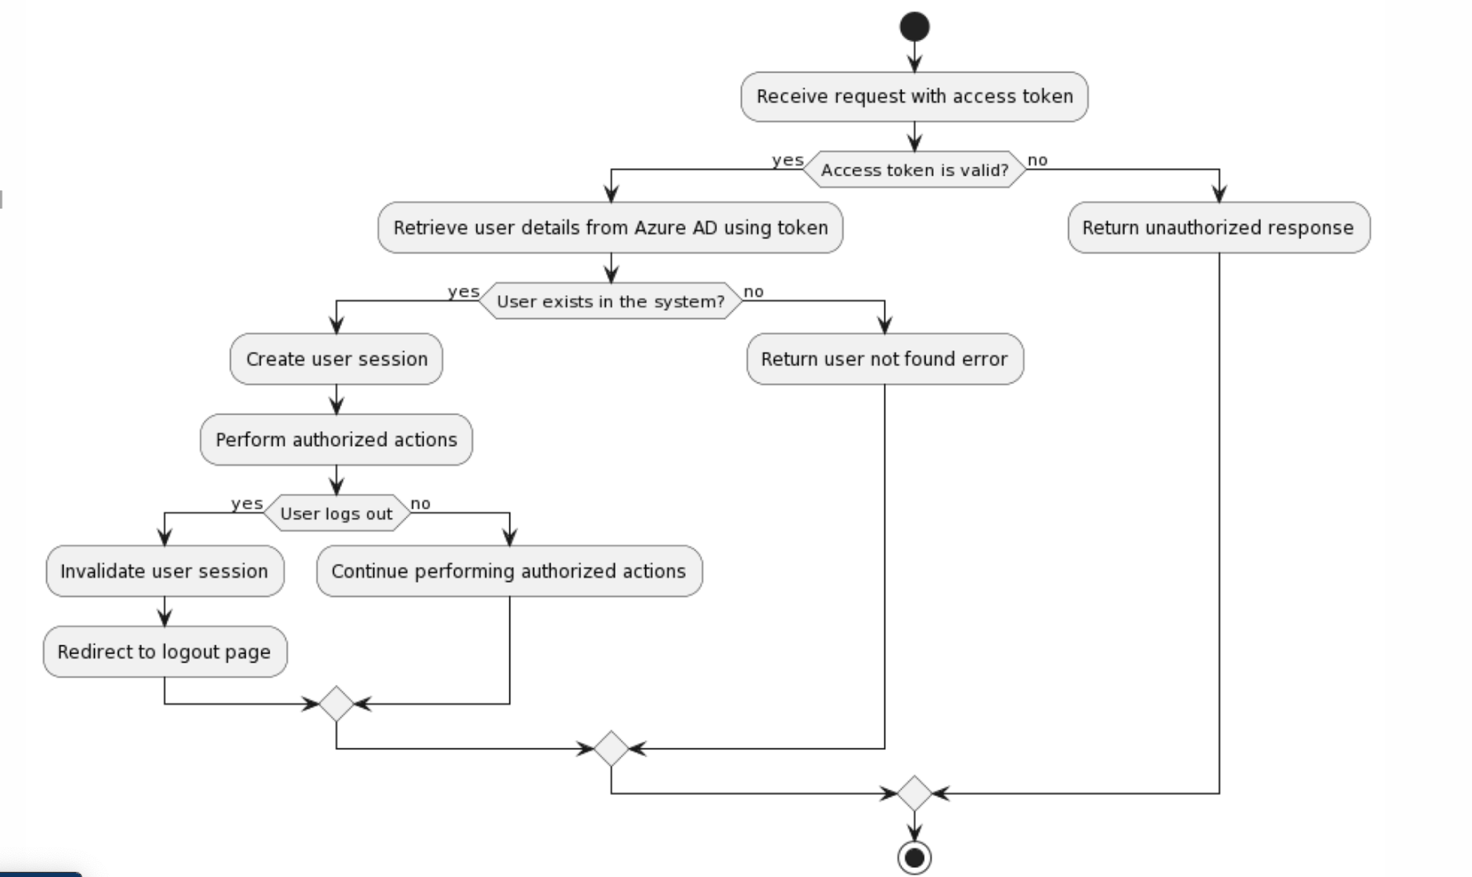 Receive request with access token
yes
Access token is valid?
no
Retrieve user details from Azure AD using token
Return unauthorized response
yes
User exists in the system?
no
Create user session
Return user not found error
Perform authorized actions
yes
User logs out
no
Invalidate user session
Continue performing authorized actions
Redirect to logout page